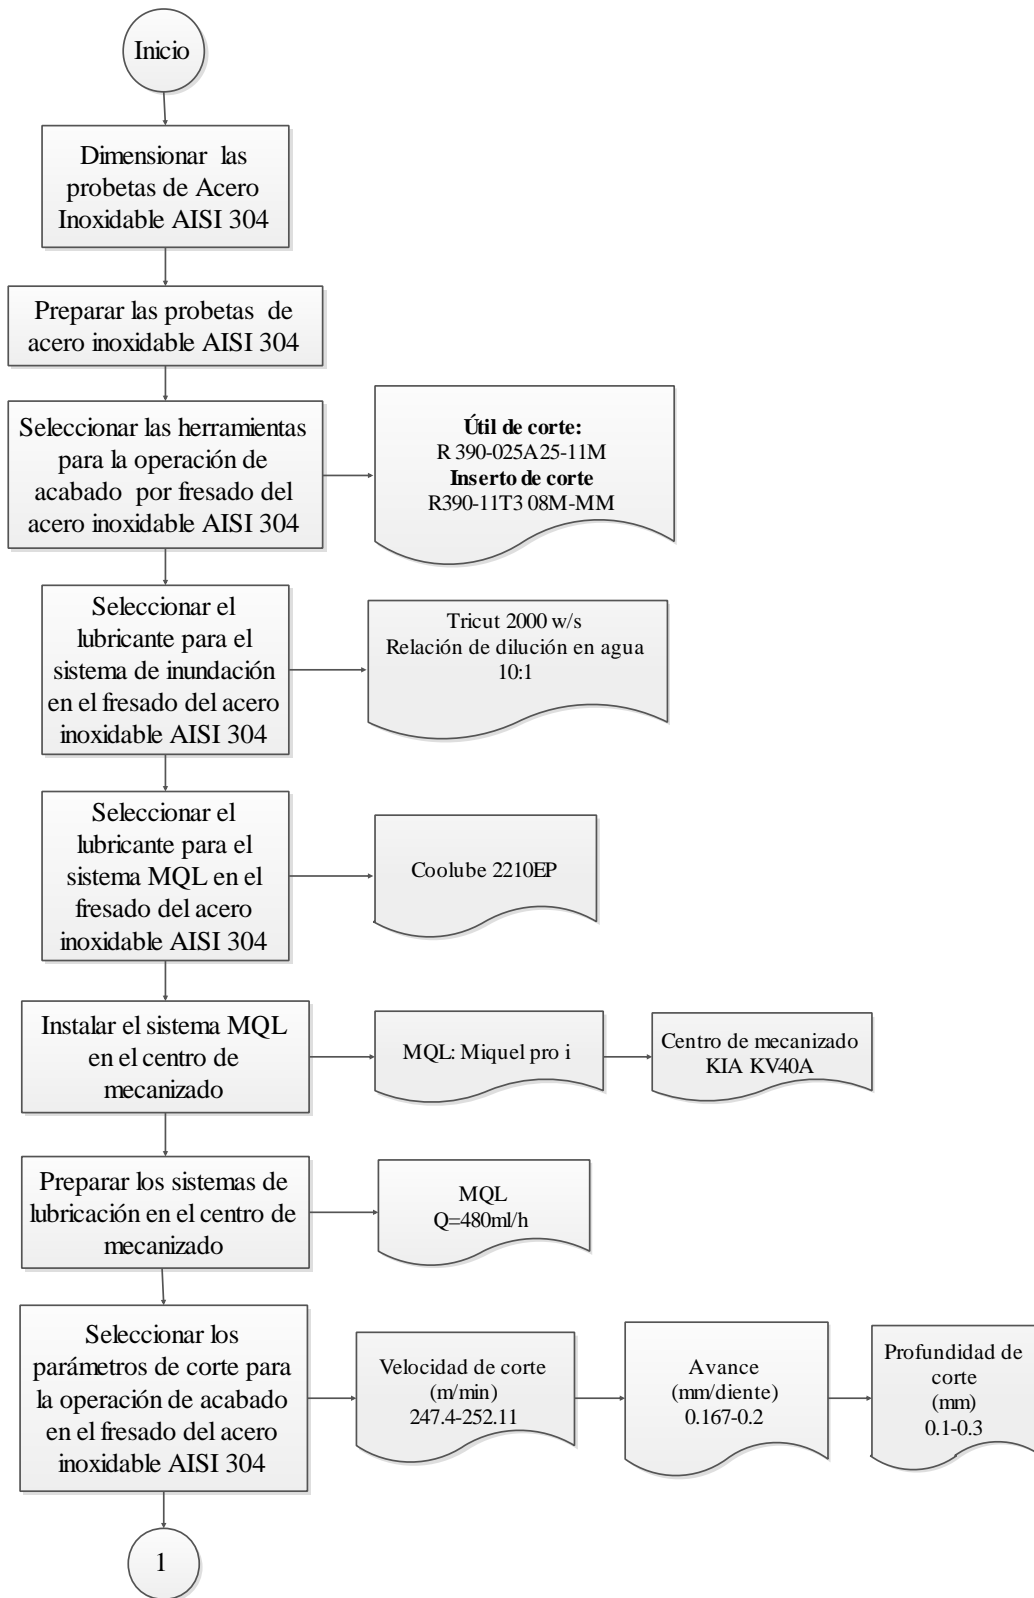 Inicio
Dimensionar las
probetas de Acero
Inoxidable AISI 304
Preparar las probetas de
acero inoxidable AISI 304
Seleccionar las herramientas
para la operación de
acabado por fresado del
acero inoxidable AISI 304
Útil de corte:
R 390-025A25-11M
Inserto de corte
R390-11T3 08M-MM
Seleccionar el
lubricante para el
sistema de inundación
en el fresado del acero
inoxidable AISI 304
Tricut 2000 w/s
Relación de dilución en agua
10:1
Seleccionar el
lubricante para el
sistema MQL en el
fresado del acero
inoxidable AISI 304
Coolube 2210EP
Instalar el sistema MQL
en el centro de
mecanizado
MQL: Miquel pro i
Centro de mecanizado
KIA KV40A
Preparar los sistemas de
lubricación en el centro de
mecanizado
MQL
Q=480ml/h
Seleccionar los
parámetros de corte para
la operación de acabado
en el fresado del acero
inoxidable AISI 304
Velocidad de corte
(m/min)
247.4-252.11
Avance
(mm/diente)
0.167-0.2
Profundidad de
corte
(mm)
0.1-0.3
1